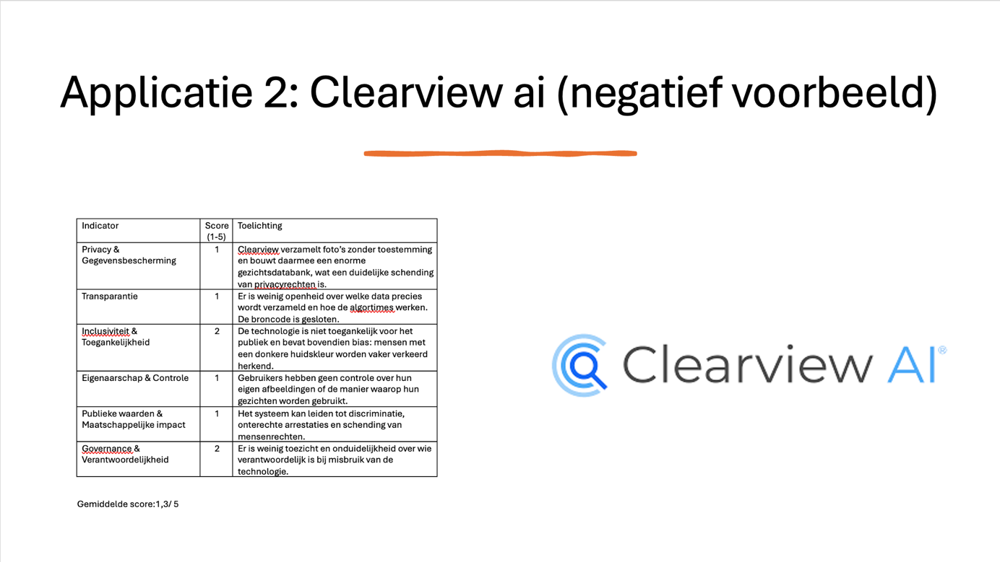 Applicatie 2: Clearview ai (negatief voorbeeld)
Indicator
Score
(1-5)
Toelichting
Privacy &
Gegevensbescherming
1
Clearview verzamelt foto's zonder toestemming
en bouwt daarmee een enorme
gezichtsdatabank, wat een duidelijke schending
van privacyrechten is.
Transparantie
1
Er is weinig openheid over welke data precies
wordt verzameld en hoe de algortimes werken.
De broncode is gesloten.
Inclusiviteit &
Toegankelijkheid
2
De technologie is niet toegankelijk voor het
publiek en bevat bovendien bias: mensen met
een donkere huidskleur worden vaker verkeerd
herkend.
Eigenaarschap & Controle
1
Gebruikers hebben geen controle over hun
eigen afbeeldingen of de manier waarop hun
gezichten worden gebruikt.
Publieke waarden &
Maatschappelijke impact
1
Het systeem kan leiden tot discriminatie,
onterechte arrestaties en schending van
mensenrechten.
Governance &
Verantwoordelijkheid
2
Er is weinig toezicht en onduidelijkheid over wie
verantwoordelijk is bij misbruik van de
technologie.
Gemiddelde score:1,3/ 5
Clearview AI®